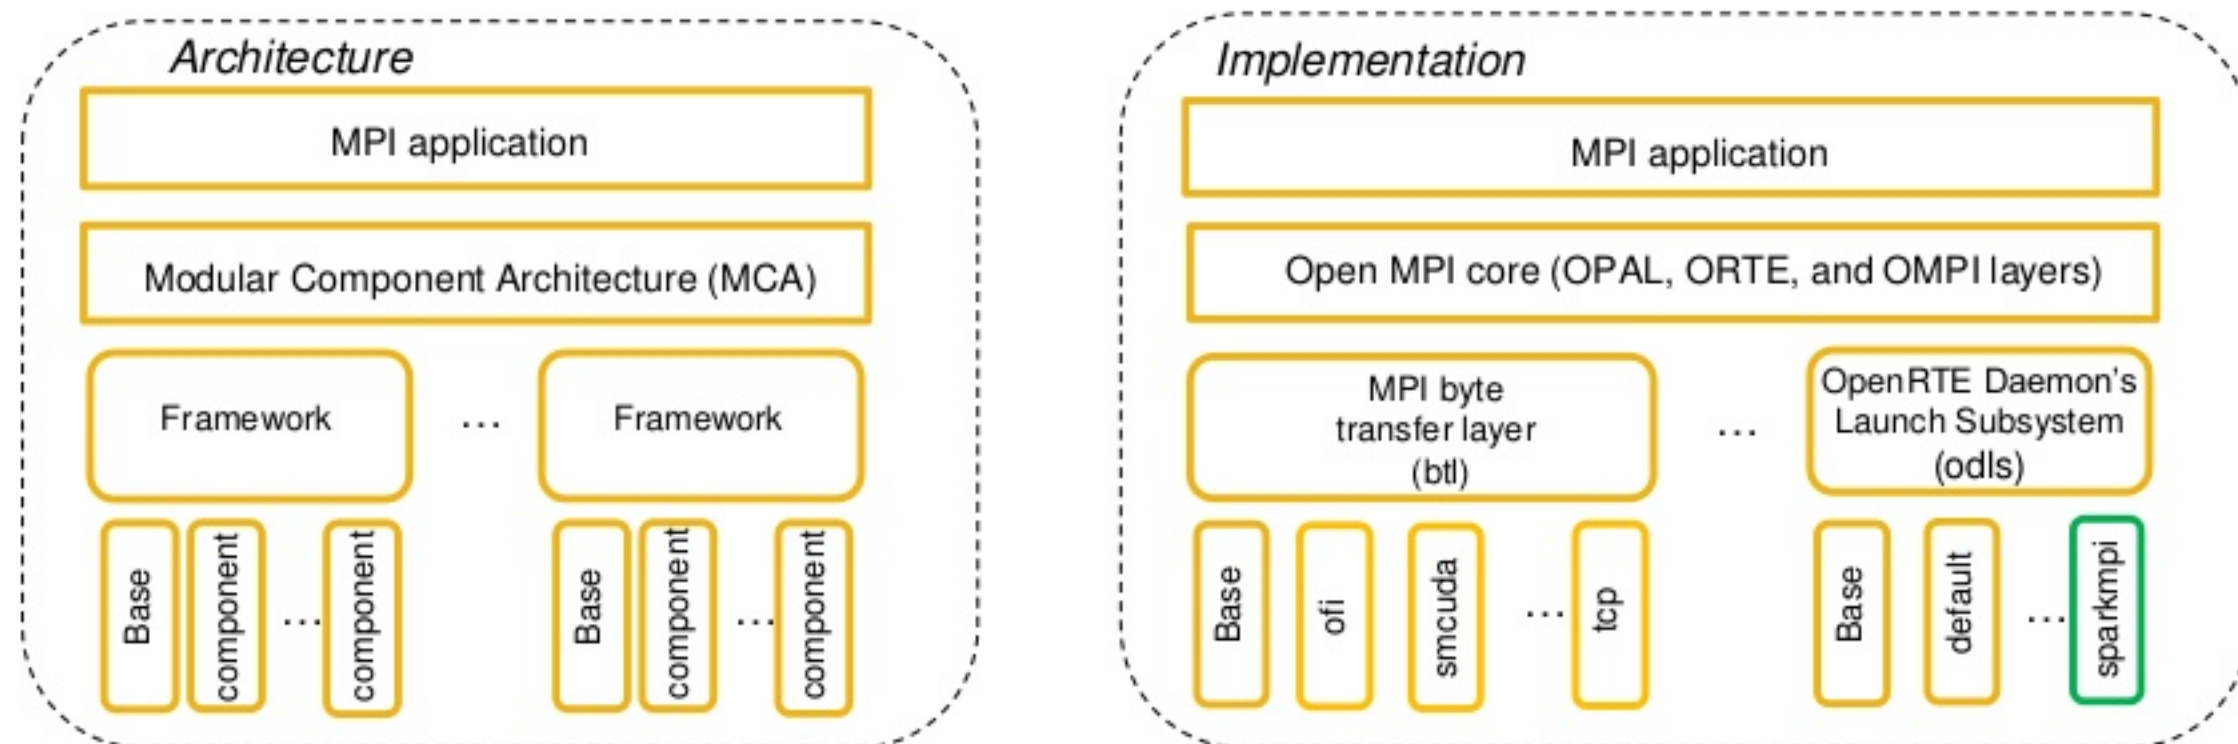 Architecture
MPI application
Modular Component Architecture (MCA)
Framework
...
Framework
Base
component
...
component
Base
component
...
component
Implementation
MPI application
Open MPI core (OPAL, ORTE, and OMPI layers)
MPI byte
transfer layer
(btl)
...
OpenRTE Daemon's
Launch Subsystem
(odls)
Base
ofi
smcuda
...
tcp
Base
default
...
sparkmpi